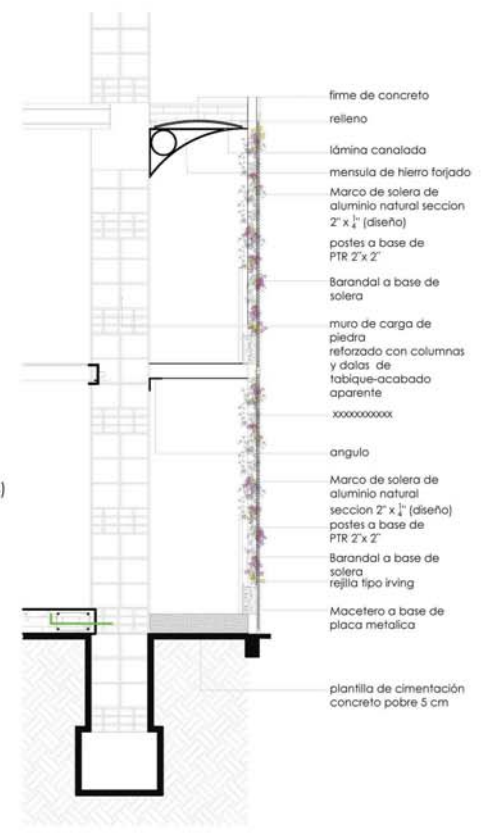 firme de concreto
relleno
lámina canalada
mensula de hierro forjado
Marco de solera de
aluminio natural seccion
2" x 1/4" (diseño)
postes a base de
PTR 2"x 2"
Barandal a base de
solera
muro de carga de
piedra
reforzado con columnas
y dalas de
tabique-acabado
aparente
xxxxxxxxxxx
angulo
)
Marco de solera de
aluminio natural
seccion 2" x 1/4" (diseño)
postes a base de
PTR 2"x 2"
Barandal a base de
solera
rejilla tipo irving
Macetero a base de
placa metalica
plantilla de cimentación
concreto pobre 5 cm